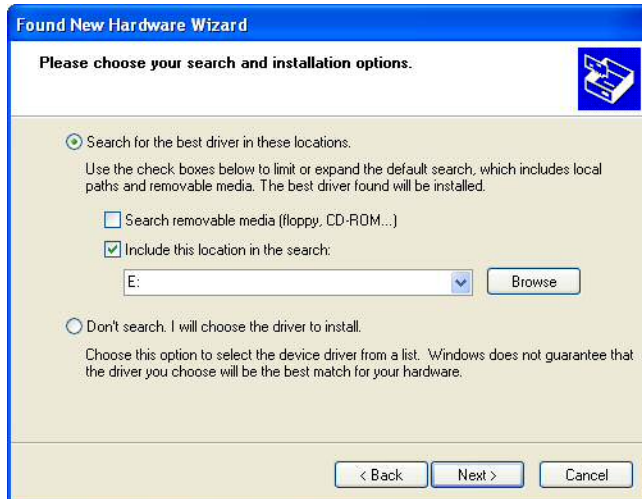 Found New Hardware Wizard
Please choose your search and installation options.
Search for the best driver in these locations.
Use the check boxes below to limit or expand the default search, which includes local
paths and removable media. The best driver found will be installed.
Search removable media (floppy, CD-ROM...)
Include this location in the search:
E:
Browse
Don't search. I will choose the driver to install.
Choose this option to select the device driver from a list. Windows does not guarantee that
the driver you choose will be the best match for your hardware.
< Back
Next >
Cancel